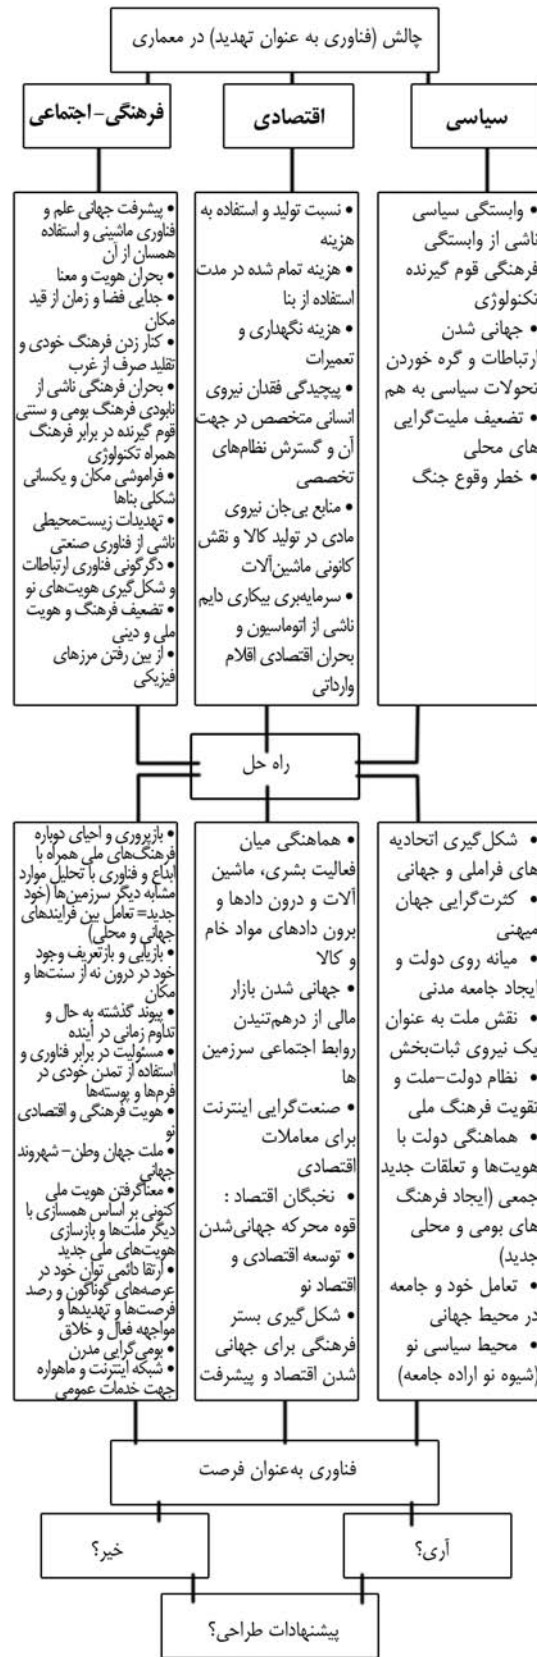 چالش (فناوری به عنوان تهدید) در معماری
سیاسی
اقتصادی
فرهنگی-اجتماعی
• وابستگی سیاسی
ناشی از وابستگی
فرهنگی قوم گیرنده
تکنولوژی
• جهانی شدن
ارتباطات و گره خوردن
تحولات سیاسی به هم
• تضعیف ملیت‌گرایی
های محلی
• خطر وقوع جنگ
• نسبت تولید و استفاده به
هزینه
• هزینه تمام شده در مدت
استفاده از بنا
• هزینه نگهداری و
تعمیرات
• پیچیدگی فقدان نیروی
انسانی متخصص در جهت
آن و گسترش نظام‌های
تخصصی
• منابع بی‌جان نیروی
مادی در تولید کالا و نقش
کانونی ماشین‌آلات
• سرمایه‌بری بیکاری دایم
ناشی از اتوماسیون و
بحران اقتصادی اقلام
وارداتی
• پیشرفت جهانی علم و
فناوری ماشینی و استفاده
همسان از آن
• بحران هویت و معنا
• جدایی فضا و زمان از قید
مکان
• کنار زدن فرهنگ خودی و
تقلید صرف از غرب
• بحران فرهنگی ناشی از
نابودی فرهنگ بومی و سنتی
قوم گیرنده در برابر فرهنگ
همراه تکنولوژی
• فراموشی مکان و یکسانی
شکلی بناها
• تهدیدات زیست‌محیطی
ناشی از فناوری صنعتی
• دگرگونی فناوری ارتباطات
و شکل‌گیری هویت‌های نو
• تضعیف فرهنگ و هویت
ملی و دینی
• از بین رفتن مرزهای
فیزیکی
راه حل
• شکل‌گیری اتحادیه
های فراملی و جهانی
• کثرت‌گرایی جهان
میهنی
• میانه روی دولت و
ایجاد جامعه مدنی
• نقش ملت به عنوان
یک نیروی ثبات‌بخش
• نظام دولت-ملت و
تقویت فرهنگ ملی
• هماهنگی دولت با
هویت‌ها و تعلقات جدید
جمعی (ایجاد فرهنگ
های بومی و محلی
جدید)
• تعامل خود و جامعه
در محیط جهانی
• محیط سیاسی نو
(شیوه نو اراده جامعه)
• هماهنگی میان
فعالیت بشری، ماشین
آلات و درون دادها و
برون دادهای مواد خام
و کالا
• جهانی شدن بازار
مالی از درهم‌تنیدن
روابط اجتماعی سرزمین
ها
• صنعت‌گرایی اینترنت
برای معاملات
اقتصادی
• نخبگان اقتصاد :
قوه محرکه جهانی‌شدن
• توسعه اقتصادی و
اقتصاد نو
• شکل‌گیری بستر
فرهنگی برای جهانی
شدن اقتصاد و پیشرفت
• بازپروری و احیای دوباره
فرهنگ‌های ملی همراه با
ابداع و فناوری با تحلیل موارد
مشابه دیگر سرزمین‌ها (خود
جدید= تعامل بین فرایندهای
جهانی و محلی)
• بازیابی و بازتعریف وجود
خود در درون نه از سنت‌ها و
مکان
• پیوند گذشته به حال و
تداوم زمانی در آینده
• مسئولیت در برابر فناوری و
استفاده از تمدن خودی در
فرم‌ها و پوسته‌ها
• هویت فرهنگی و اقتصادی
نو
• ملت جهان وطن- شهروند
جهانی
• معناگرفتن هویت ملی
کنونی بر اساس همسازی با
دیگر ملت‌ها و بازسازی
هویت‌های ملی جدید
• ارتقا دائمی توان خود در
عرصه‌های گوناگون و رصد
فرصت‌ها و تهدیدها و
مواجهه فعال و خلاق
• بومی‌گرایی مدرن
• شبکه اینترنت و ماهواره
جهت خدمات عمومی
فناوری به‌عنوان فرصت
آری؟
خیر؟
پیشنهادات طراحی؟